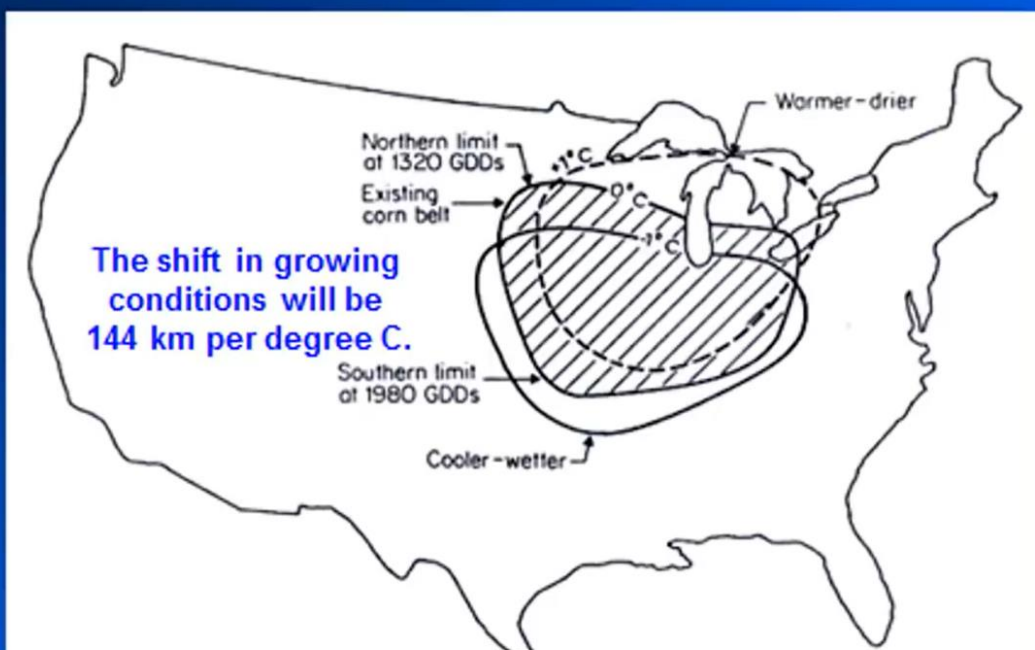 Warmer-drier
Northern limit
at 1320 GDDs
+1°C
Existing
corn belt
0°C
-1°C
The shift in growing
conditions will be
144 km per degree C.
Southern limit
at 1980 GDDs
Cooler-wetter